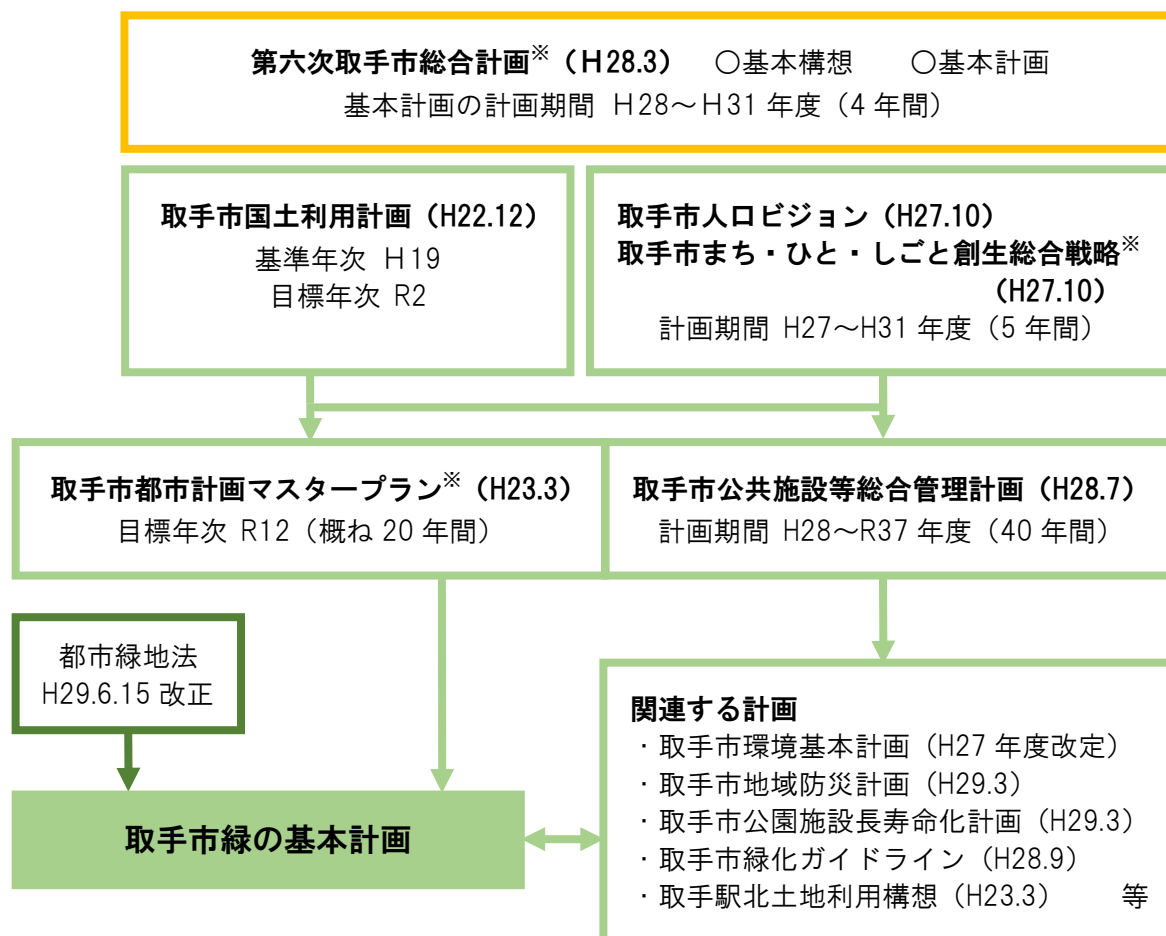 第六次取手市総合計画※（Ｈ28.3） ○基本構想 ○基本計画
基本計画の計画期間 Ｈ28～Ｈ31 年度（4 年間）
取手市国土利用計画（H22.12）
基準年次 Ｈ19
目標年次 R2
取手市人口ビジョン（H27.10）
取手市まち・ひと・しごと創生総合戦略※
（H27.10）
計画期間 H27～H31 年度（5 年間）
取手市都市計画マスタープラン※（H23.3）
目標年次 R12（概ね 20 年間）
取手市公共施設等総合管理計画（H28.7）
計画期間 H28～R37 年度（40 年間）
都市緑地法
H29.6.15 改正
取手市緑の基本計画
関連する計画
・取手市環境基本計画（H27 年度改定）
・取手市地域防災計画（H29.3）
・取手市公園施設長寿命化計画（H29.3）
・取手市緑化ガイドライン（H28.9）
・取手駅北土地利用構想（H23.3） 等